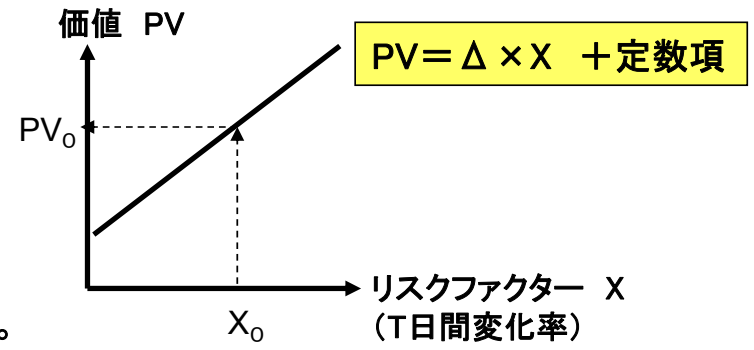 価値 PV
PV=Δ×X +定数項
PV0
リスクファクター X
(T日間変化率)
X0
。